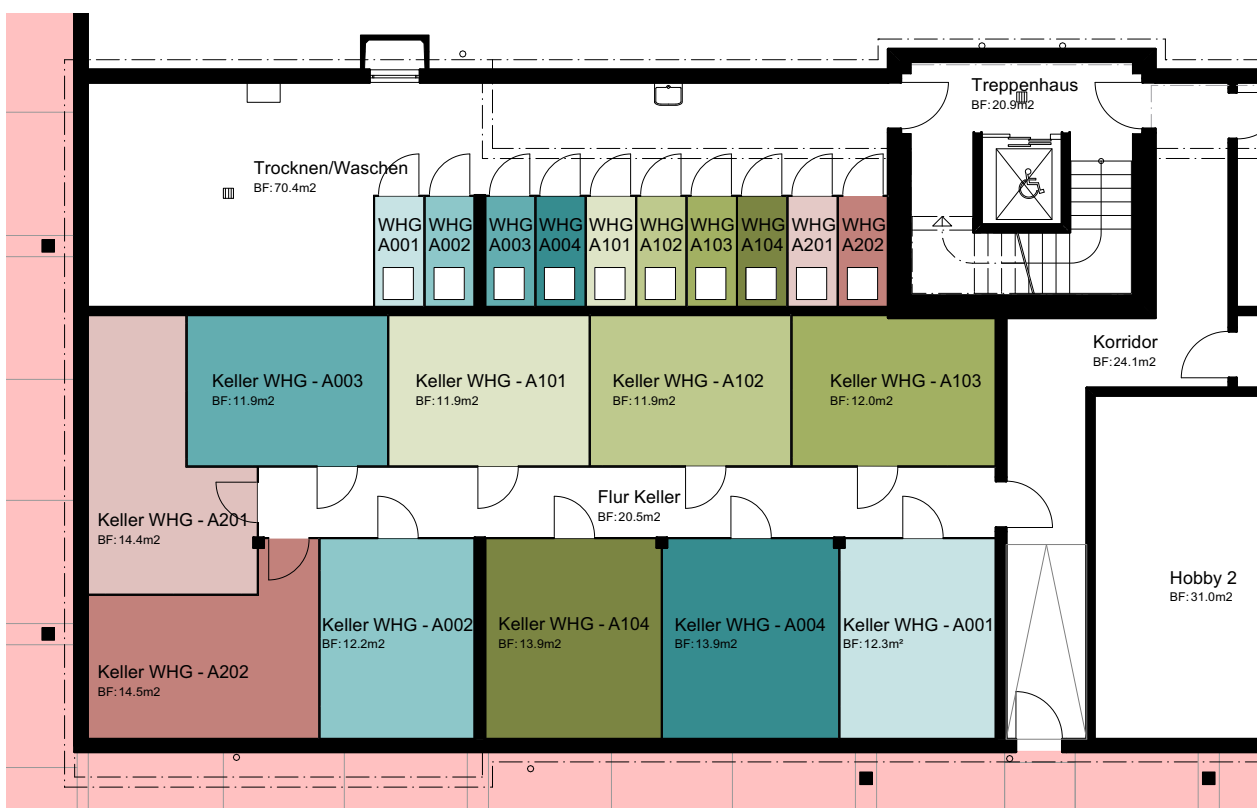 Treppenhaus
BF: 20.9m2
Trocknen/Waschen
BF: 70.4m2
WHG
A001
WHG
A002
WHG
A003
WHG
A004
WHG
A101
WHG
A102
WHG
A103
WHG
A104
WHG
A201
WHG
A202
Korridor
BF: 24.1m2
Keller WHG - A003
BF: 11.9m2
Keller WHG - A101
BF: 11.9m2
Keller WHG - A102
BF: 11.9m2
Keller WHG - A103
BF: 12.0m2
Flur Keller
BF: 20.5m2
Keller WHG - A201
BF: 14.4m2
Hobby 2
BF: 31.0m2
Keller WHG - A002
BF: 12.2m2
Keller WHG - A104
BF: 13.9m2
Keller WHG - A004
BF: 13.9m2
Keller WHG - A001
BF: 12.3m²
Keller WHG - A202
BF: 14.5m2